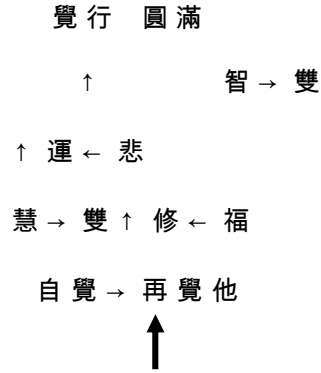 覺行 圓滿
↑ 智→ 雙
↑ 運← 悲
慧→ 雙↑ 修← 福
自覺→ 再覺他